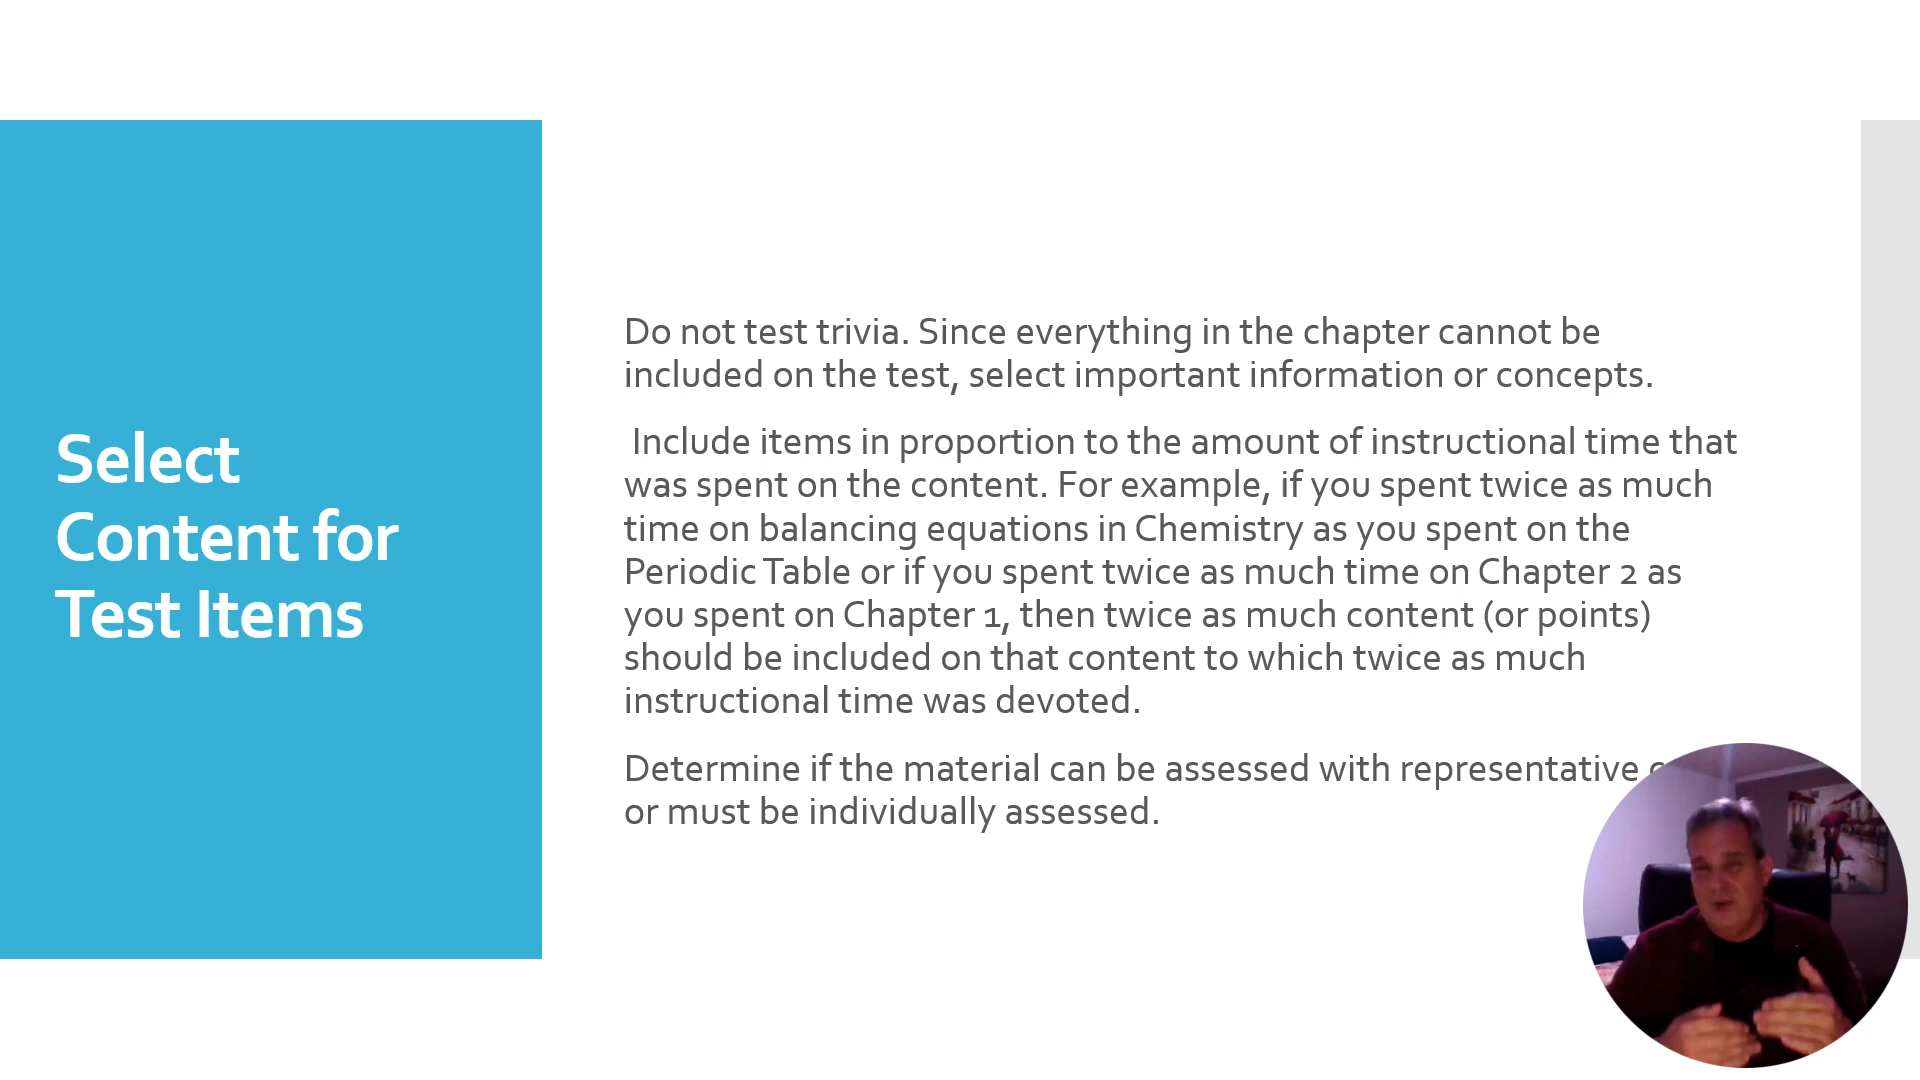 Select
Content for
Test Items
Do not test trivia. Since everything in the chapter cannot be
included on the test, select important information or concepts.
Include items in proportion to the amount of instructional time that
was spent on the content. For example, if you spent twice as much
time on balancing equations in Chemistry as you spent on the
Periodic Table or if you spent twice as much time on Chapter 2 as
you spent on Chapter 1, then twice as much content (or points)
should be included on that content to which twice as much
instructional time was devoted.
Determine if the material can be assessed with representative
or must be individually assessed.